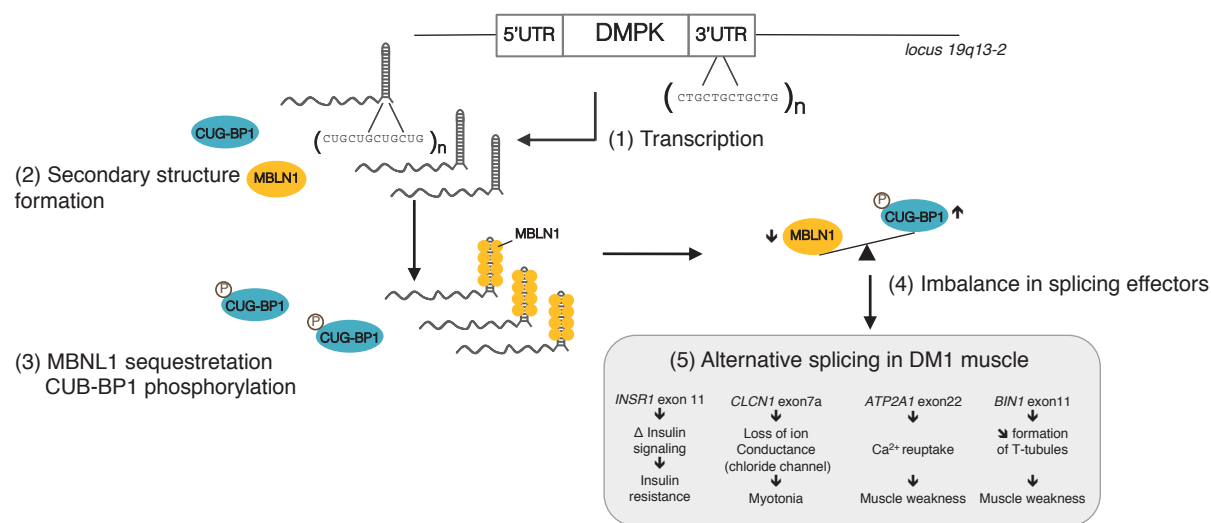 5'UTR DMPK 3'UTR
locus 19q13-2
(CTGCTGCTGCTG)n
(1) Transcription
(CUGCUGCUGCUG)n
CUG-BP1
MBLN1
(2) Secondary structure
formation
MBLN1
P
CUG-BP1
P
CUG-BP1
(3) MBNL1 sequestretation
CUB-BP1 phosphorylation
↓ MBLN1
P
CUG-BP1 ↑
(4) Imbalance in splicing effectors
(5) Alternative splicing in DM1 muscle
INSR1 exon 11
↓
Δ Insulin
signaling
↓
Insulin
resistance
CLCN1 exon7a
↓
Loss of ion
Conductance
(chloride channel)
↓
Myotonia
ATP2A1 exon22
↓
Ca²⁺ reuptake
↓
Muscle weakness
BIN1 exon11
↓
↘ formation
of T-tubules
↓
Muscle weakness